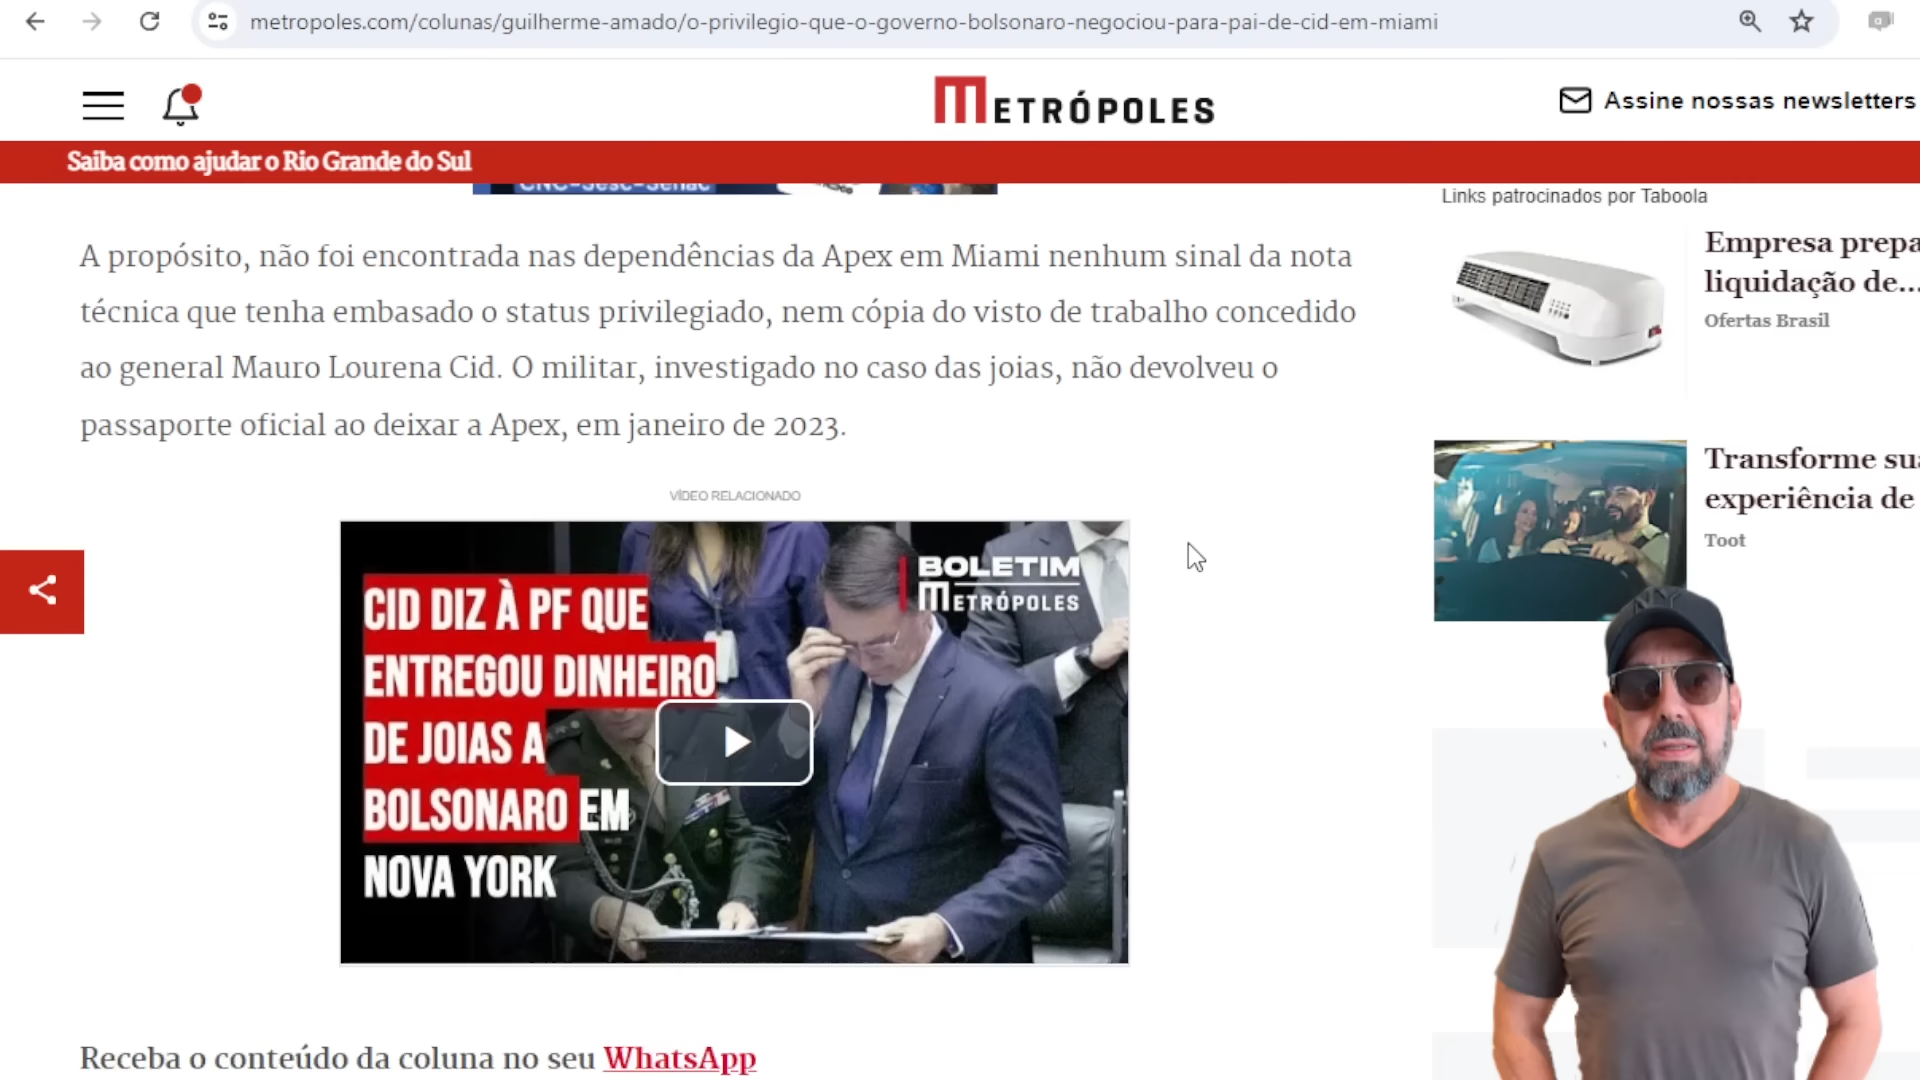 metropoles.com/colunas/guilherme-amado/o-privilegio-que-o-governo-bolsonaro-negociou-para-pai-de-cid-em-miami
METRÓPOLES
Assine nossas newsletters
Saiba como ajudar o Rio Grande do Sul
CNC-Sesc-Senac
Links patrocinados por Taboola
A propósito, não foi encontrada nas dependências da Apex em Miami nenhum sinal da nota
técnica que tenha embasado o status privilegiado, nem cópia do visto de trabalho concedido
ao general Mauro Lourena Cid. O militar, investigado no caso das joias, não devolveu o
passaporte oficial ao deixar a Apex, em janeiro de 2023.
Empresa prepa
liquidação de...
Ofertas Brasil
Transforme sua
experiência de
Toot
VÍDEO RELACIONADO
BOLETIM
METRÓPOLES
CID DIZ À PF QUE
ENTREGOU DINHEIRO
DE JOIAS A
BOLSONARO EM
NOVA YORK
Receba o conteúdo da coluna no seu WhatsApp